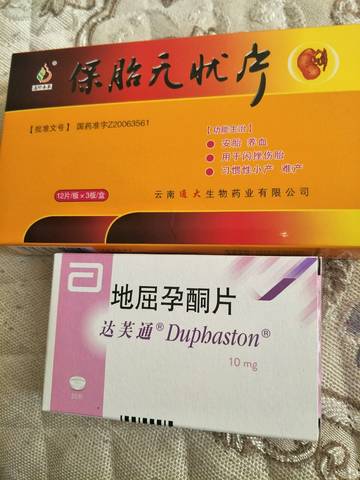 保胎无忧片
【批准文号】国药准字Z20063561
【功能主治】
安胎 养血
用于闪挫伤胎
习惯性小产 难产
12片/板×3板/盒
云南通大生物药业有限公司
地屈孕酮片
达芙通® Duphaston®
10 mg